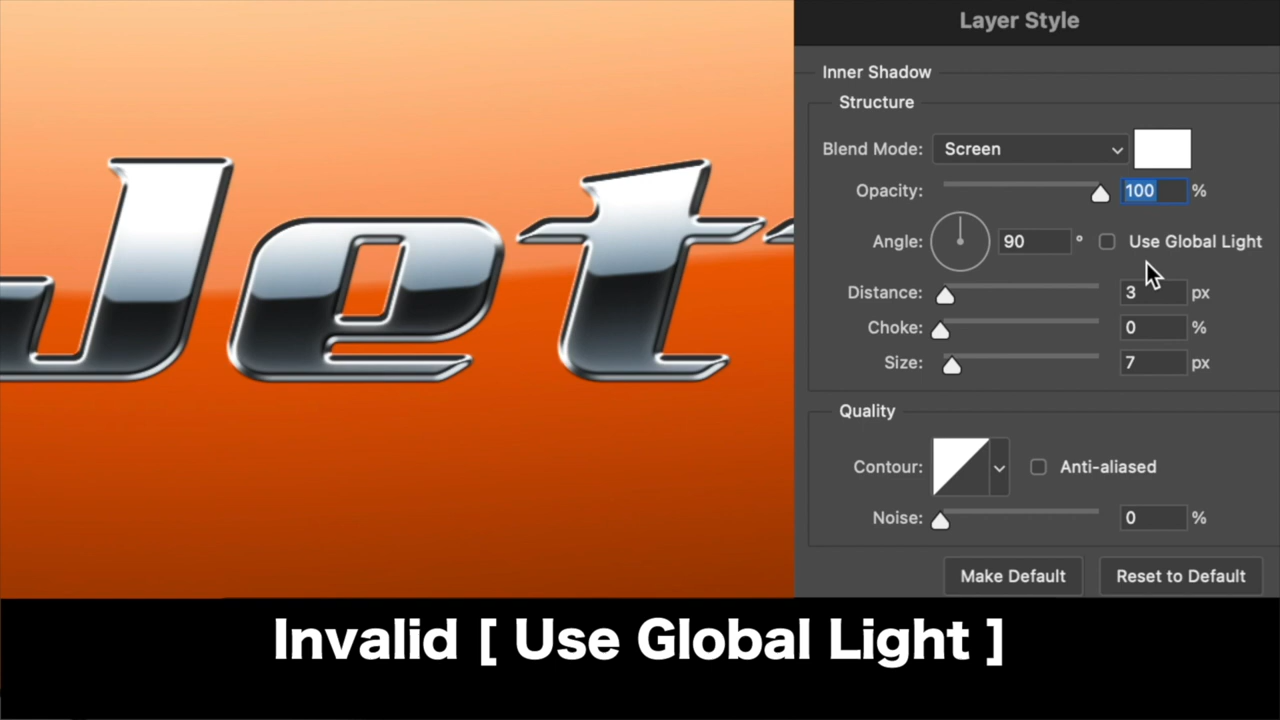 Jet
Layer Style
Inner Shadow
Structure
Blend Mode: Screen
Opacity: 100 %
Angle: 90 ° Use Global Light
Distance: 3 px
Choke: 0 %
Size: 7 px
Quality
Contour: Anti-aliased
Noise: 0 %
Make Default Reset to Default
Invalid [ Use Global Light ]